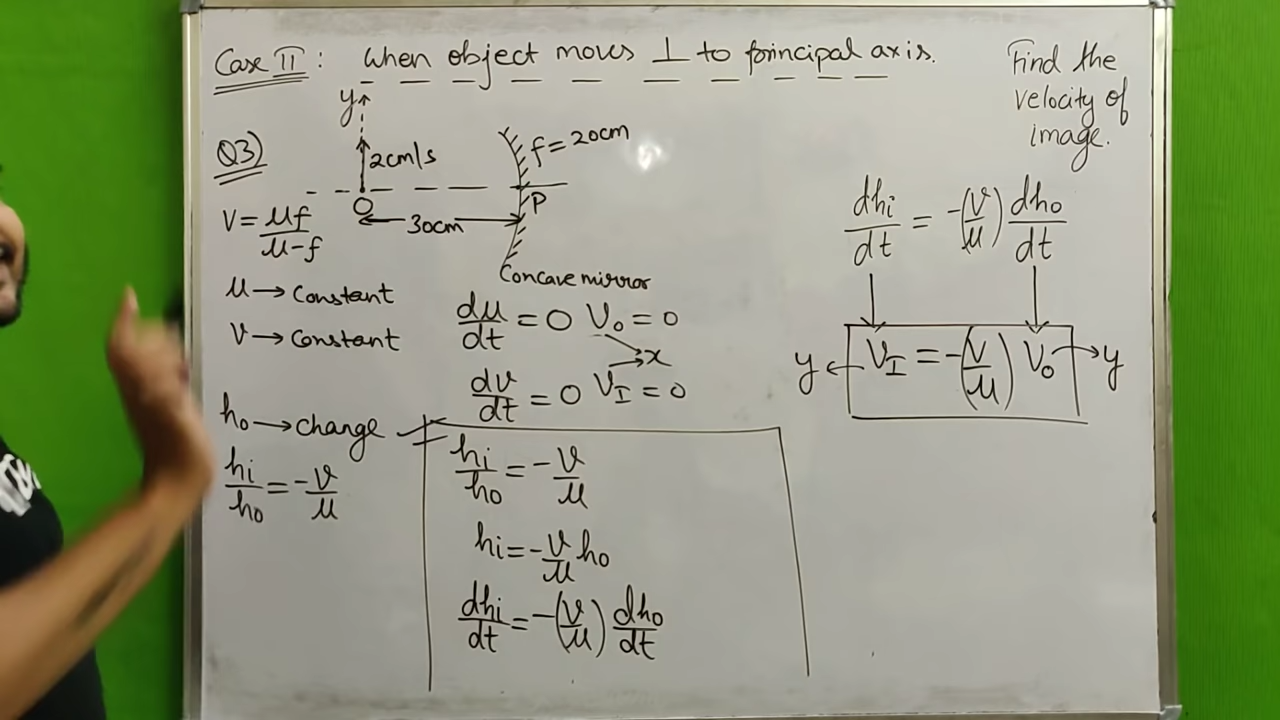 Case II : When object moves ⊥ to principal axis.
Find the
velocity of
image.
y
Q3)
2cm/s
f = 20cm
O
P
30cm
Concave mirror
V = uf/u-f
u → Constant
v → Constant
du/dt = 0 V₀ = 0
x
dv/dt = 0 V_I = 0
h₀ → change
hi/h₀ = -v/u
hi/h₀ = -v/u
hi = -v/u h₀
dhi/dt = -(v/u) dh₀/dt
dhi/dt = -(v/u) dh₀/dt
y ← V_I = -(v/u) V₀ → y